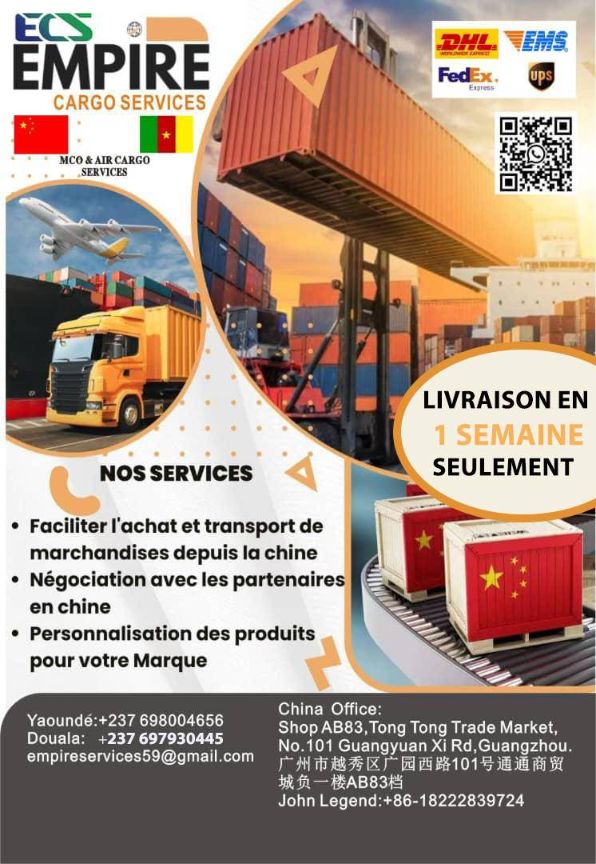 ECS
EMPIRE
CARGO SERVICES
MCO & AIR CARGO
SERVICES
DHL
WORLDWIDE EXPRESS
EMS
FedEx
Express
ups
LIVRAISON EN
1 SEMAINE
SEULEMENT
NOS SERVICES
• Faciliter l'achat et transport de
marchandises depuis la chine
• Négociation avec les partenaires
en chine
• Personnalisation des produits
pour votre Marque
Yaoundé:+237 698004656
Douala: +237 697930445
empireservices59@gmail.com
China Office:
Shop AB83,Tong Tong Trade Market,
No.101 Guangyuan Xi Rd,Guangzhou.
广州市越秀区广园西路101号通通商贸
城负一楼AB83档
John Legend:+86-18222839724